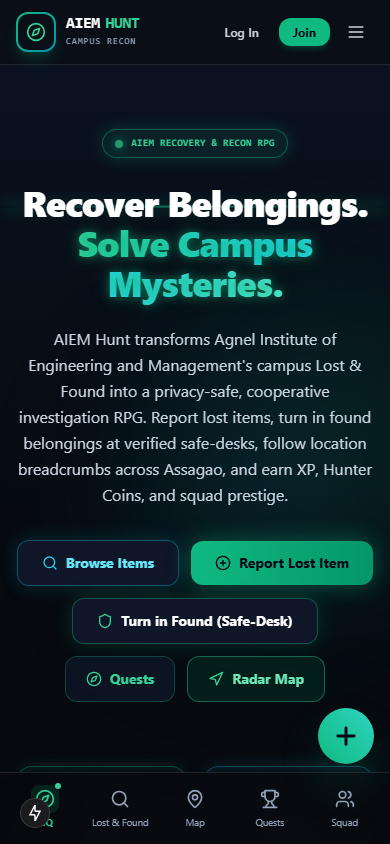 AIEM HUNT
CAMPUS RECON
Log In
Join
AIEM RECOVERY & RECON RPG
Recover Belongings.
Solve Campus
Mysteries.
AIEM Hunt transforms Agnel Institute of
Engineering and Management's campus Lost &
Found into a privacy-safe, cooperative
investigation RPG. Report lost items, turn in found
belongings at verified safe-desks, follow location
breadcrumbs across Assagao, and earn XP, Hunter
Coins, and squad prestige.
Browse Items
Report Lost Item
Turn in Found (Safe-Desk)
Quests
Radar Map
Lost & Found
Map
Quests
Squad